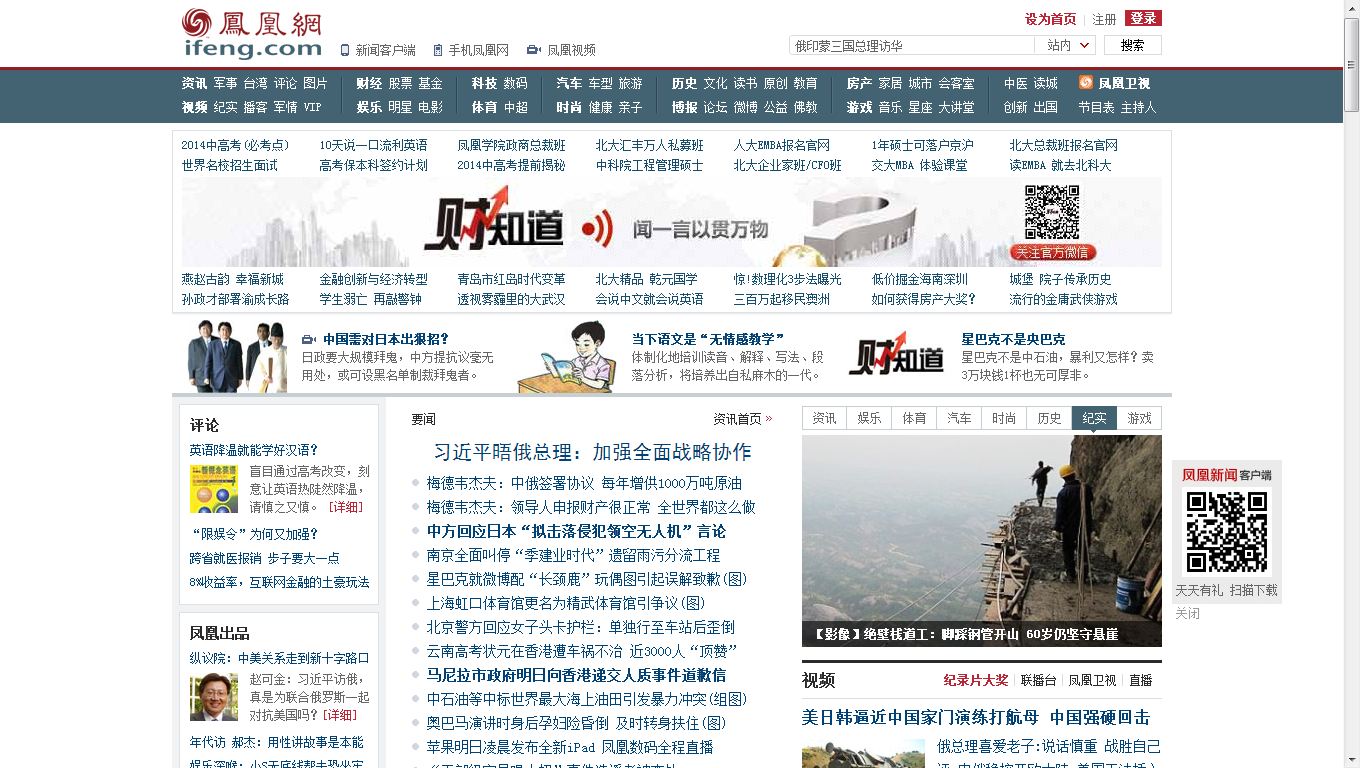 鳳凰網
ifeng.com
新闻客户端 手机凤凰网 凤凰视频
设为首页 注册 登录
俄印蒙三国总理访华 站内 搜索
资讯 军事 台湾 评论 图片 财经 股票 基金 科技 数码 汽车 车型 旅游 历史 文化 读书 原创 教育 房产 家居 城市 会客室 中医 读城 凤凰卫视
视频 纪实 播客 军情 VIP 娱乐 明星 电影 体育 中超 时尚 健康 亲子 博报 论坛 微博 公益 佛教 游戏 音乐 星座 大讲堂 创新 出国 节目表 主持人
2014中高考(必考点) 10天说一口流利英语 凤凰学院政商总裁班 北大汇丰万人私募班 人大EMBA报名官网 1年硕士可落户京沪 北大总裁班报名官网
世界名校招生面试 高考保本科签约计划 2014中高考提前揭秘 中科院工程管理硕士 北大企业家班/CFO班 交大MBA 体验课堂 读EMBA 就去北科大
财知道 闻一言以贯万物
关注官方微信
燕赵古韵 幸福新城 金融创新与经济转型 青岛市红岛时代变革 北大精品 乾元国学 惊!数理化3步法曝光 低价掘金海南深圳 城堡 院子传承历史
孙政才部署渝成长路 学生弱亡 再敲警钟 透视雾霾里的大武汉 会说中文就会说英语 三百万起移民澳洲 如何获得房产大奖? 流行的金庸武侠游戏
中国需对日本出狠招?
日政要大规模拜鬼，中方提抗议毫无
用处，或可设黑名单制裁拜鬼者。
当下语文是“无情感教学”
体制化地培训读音、解释、写法、段
落分析，将培养出自私麻木的一代。
财知道
星巴克不是央巴克
星巴克不是中石油，暴利又怎样？卖
3万块钱1杯也无可厚非。
评论
英语降温就能学好汉语?
盲目通过高考改变，刻
意让英语热陡然降温，
请慎之又慎。 [详细]
“限娱令”为何又加强?
跨省就医报销 步子要大一点
8%收益率，互联网金融的土豪玩法
凤凰出品
纵议院：中美关系走到新十字路口
赵可金：习近平访俄，
真是为联合俄罗斯一起
对抗美国吗？[详细]
年代访 郝杰：用性讲故事是本能
要闻 资讯首页 »
习近平晤俄总理：加强全面战略协作
梅德韦杰夫：中俄签署协议 每年增供1000万吨原油
梅德韦杰夫：领导人申报财产很正常 全世界都这么做
中方回应日本“拟击落侵犯领空无人机”言论
南京全面叫停“季建业时代”遗留雨污分流工程
星巴克就微博配“长颈鹿”玩偶图引起误解致歉(图)
上海虹口体育馆更名为精武体育馆引争议(图)
北京警方回应女子头卡护栏：单独行至车站后歪倒
云南高考状元在香港遭车祸不治 近3000人“顶赞”
马尼拉市政府明日向香港递交人质事件道歉信
中石油等中标世界最大海上油田引发暴力冲突(组图)
奥巴马演讲时身后孕妇险昏倒 及时转身扶住(图)
苹果明日凌晨发布全新iPad 凤凰数码全程直播
资讯 娱乐 体育 汽车 时尚 历史 纪实 游戏
【影像】绝壁栈道工：脚踩钢管开山 60岁仍坚守悬崖
视频 纪录片大奖 联播台 凤凰卫视 直播
美日韩逼近中国家门演练打航母 中国强硬回击
俄总理喜爱老子:说话慎重 战胜自己
凤凰新闻 客户端
天天有礼 扫描下载
关闭